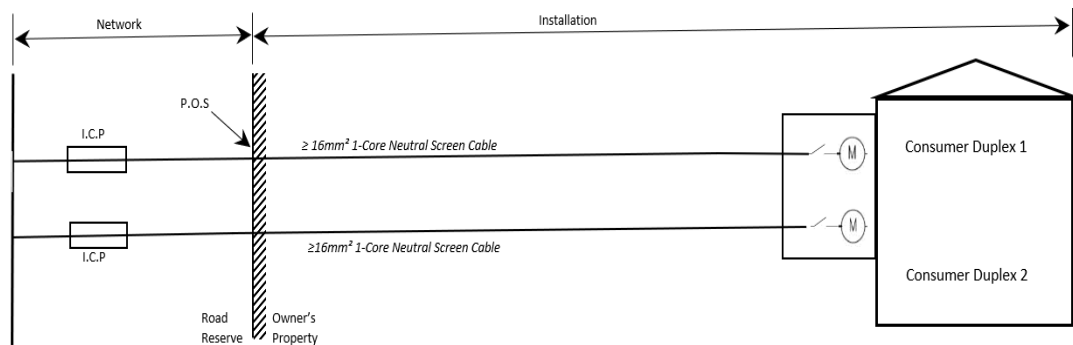 Network
Installation
P.O.S
I.C.P
≥ 16mm² 1-Core Neutral Screen Cable
M
Consumer Duplex 1
M
≥16mm² 1-Core Neutral Screen Cable
I.C.P
Consumer Duplex 2
Road
Reserve
Owner's
Property